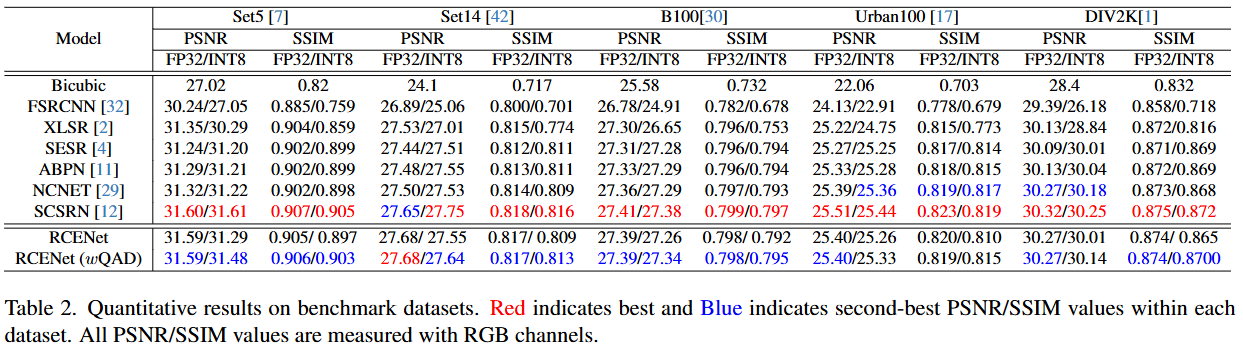 Model Set5 [7] Set14 [42] B100[30] Urban100 [17] DIV2K[1]
PSNR SSIM PSNR SSIM PSNR SSIM PSNR SSIM PSNR SSIM
FP32/INT8 FP32/INT8 FP32/INT8 FP32/INT8 FP32/INT8 FP32/INT8 FP32/INT8 FP32/INT8 FP32/INT8 FP32/INT8
Bicubic 27.02 0.82 24.1 0.717 25.58 0.732 22.06 0.703 28.4 0.832
FSRCNN [32] 30.24/27.05 0.885/0.759 26.89/25.06 0.800/0.701 26.78/24.91 0.782/0.678 24.13/22.91 0.778/0.679 29.39/26.18 0.858/0.718
XLSR [2] 31.35/30.29 0.904/0.859 27.53/27.01 0.815/0.774 27.30/26.65 0.796/0.753 25.22/24.75 0.815/0.773 30.13/28.84 0.872/0.816
SESR [4] 31.24/31.20 0.902/0.899 27.44/27.51 0.812/0.811 27.31/27.28 0.796/0.794 25.27/25.25 0.817/0.814 30.09/30.01 0.871/0.869
ABPN [11] 31.29/31.21 0.902/0.899 27.48/27.55 0.813/0.811 27.33/27.29 0.796/0.794 25.33/25.28 0.818/0.815 30.13/30.04 0.872/0.869
NCNET [29] 31.32/31.22 0.902/0.898 27.50/27.53 0.814/0.809 27.36/27.29 0.797/0.793 25.39/25.36 0.819/0.817 30.27/30.18 0.873/0.868
SCSRN [12] 31.60/31.61 0.907/0.905 27.65/27.75 0.818/0.816 27.41/27.38 0.799/0.797 25.51/25.44 0.823/0.819 30.32/30.25 0.875/0.872
RCENet 31.59/31.29 0.905/ 0.897 27.68/ 27.55 0.817/ 0.809 27.39/27.26 0.798/ 0.792 25.40/25.26 0.820/0.810 30.27/30.01 0.874/ 0.865
RCENet (wQAD) 31.59/31.48 0.906/0.903 27.68/27.64 0.817/0.813 27.39/27.34 0.798/0.795 25.40/25.33 0.819/0.815 30.27/30.14 0.874/0.8700
Table 2. Quantitative results on benchmark datasets. Red indicates best and Blue indicates second-best PSNR/SSIM values within each
dataset. All PSNR/SSIM values are measured with RGB channels.